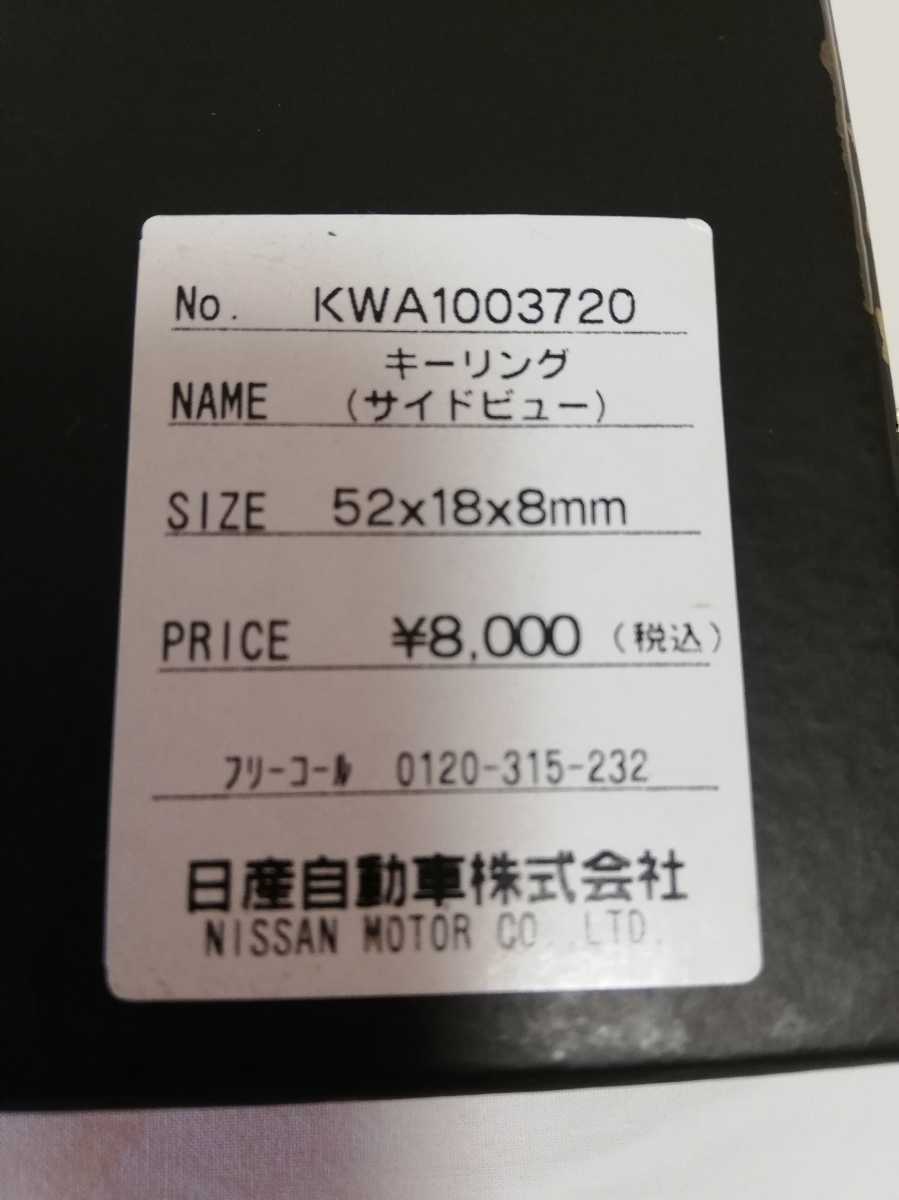 No. KWA1003720
キーリング
NAME (サイドビュー)
SIZE 52x18x8mm
PRICE ¥8,000 (税込)
フリーコール 0120-315-232
日産自動車株式会社
NISSAN MOTOR CO.,LTD.